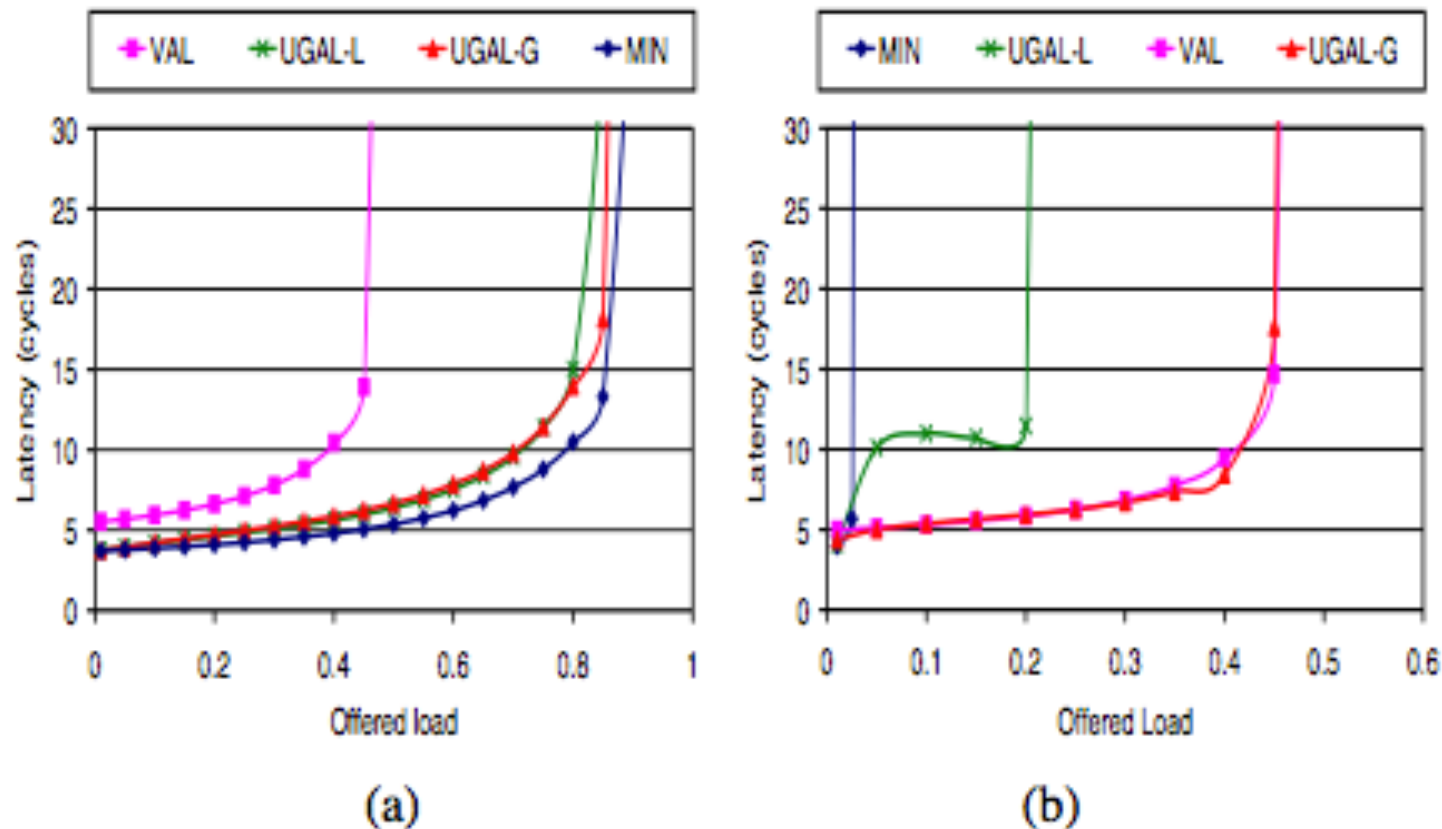 VAL UGAL-L UGAL-G MIN
30
25
20
15
10
5
0
Latency (cycles)
0 0.2 0.4 0.6 0.8 1
Offered load
(a)
MIN UGAL-L VAL UGAL-G
30
25
20
15
10
5
0
Latency (cycles)
0 0.1 0.2 0.3 0.4 0.5 0.6
Offered Load
(b)